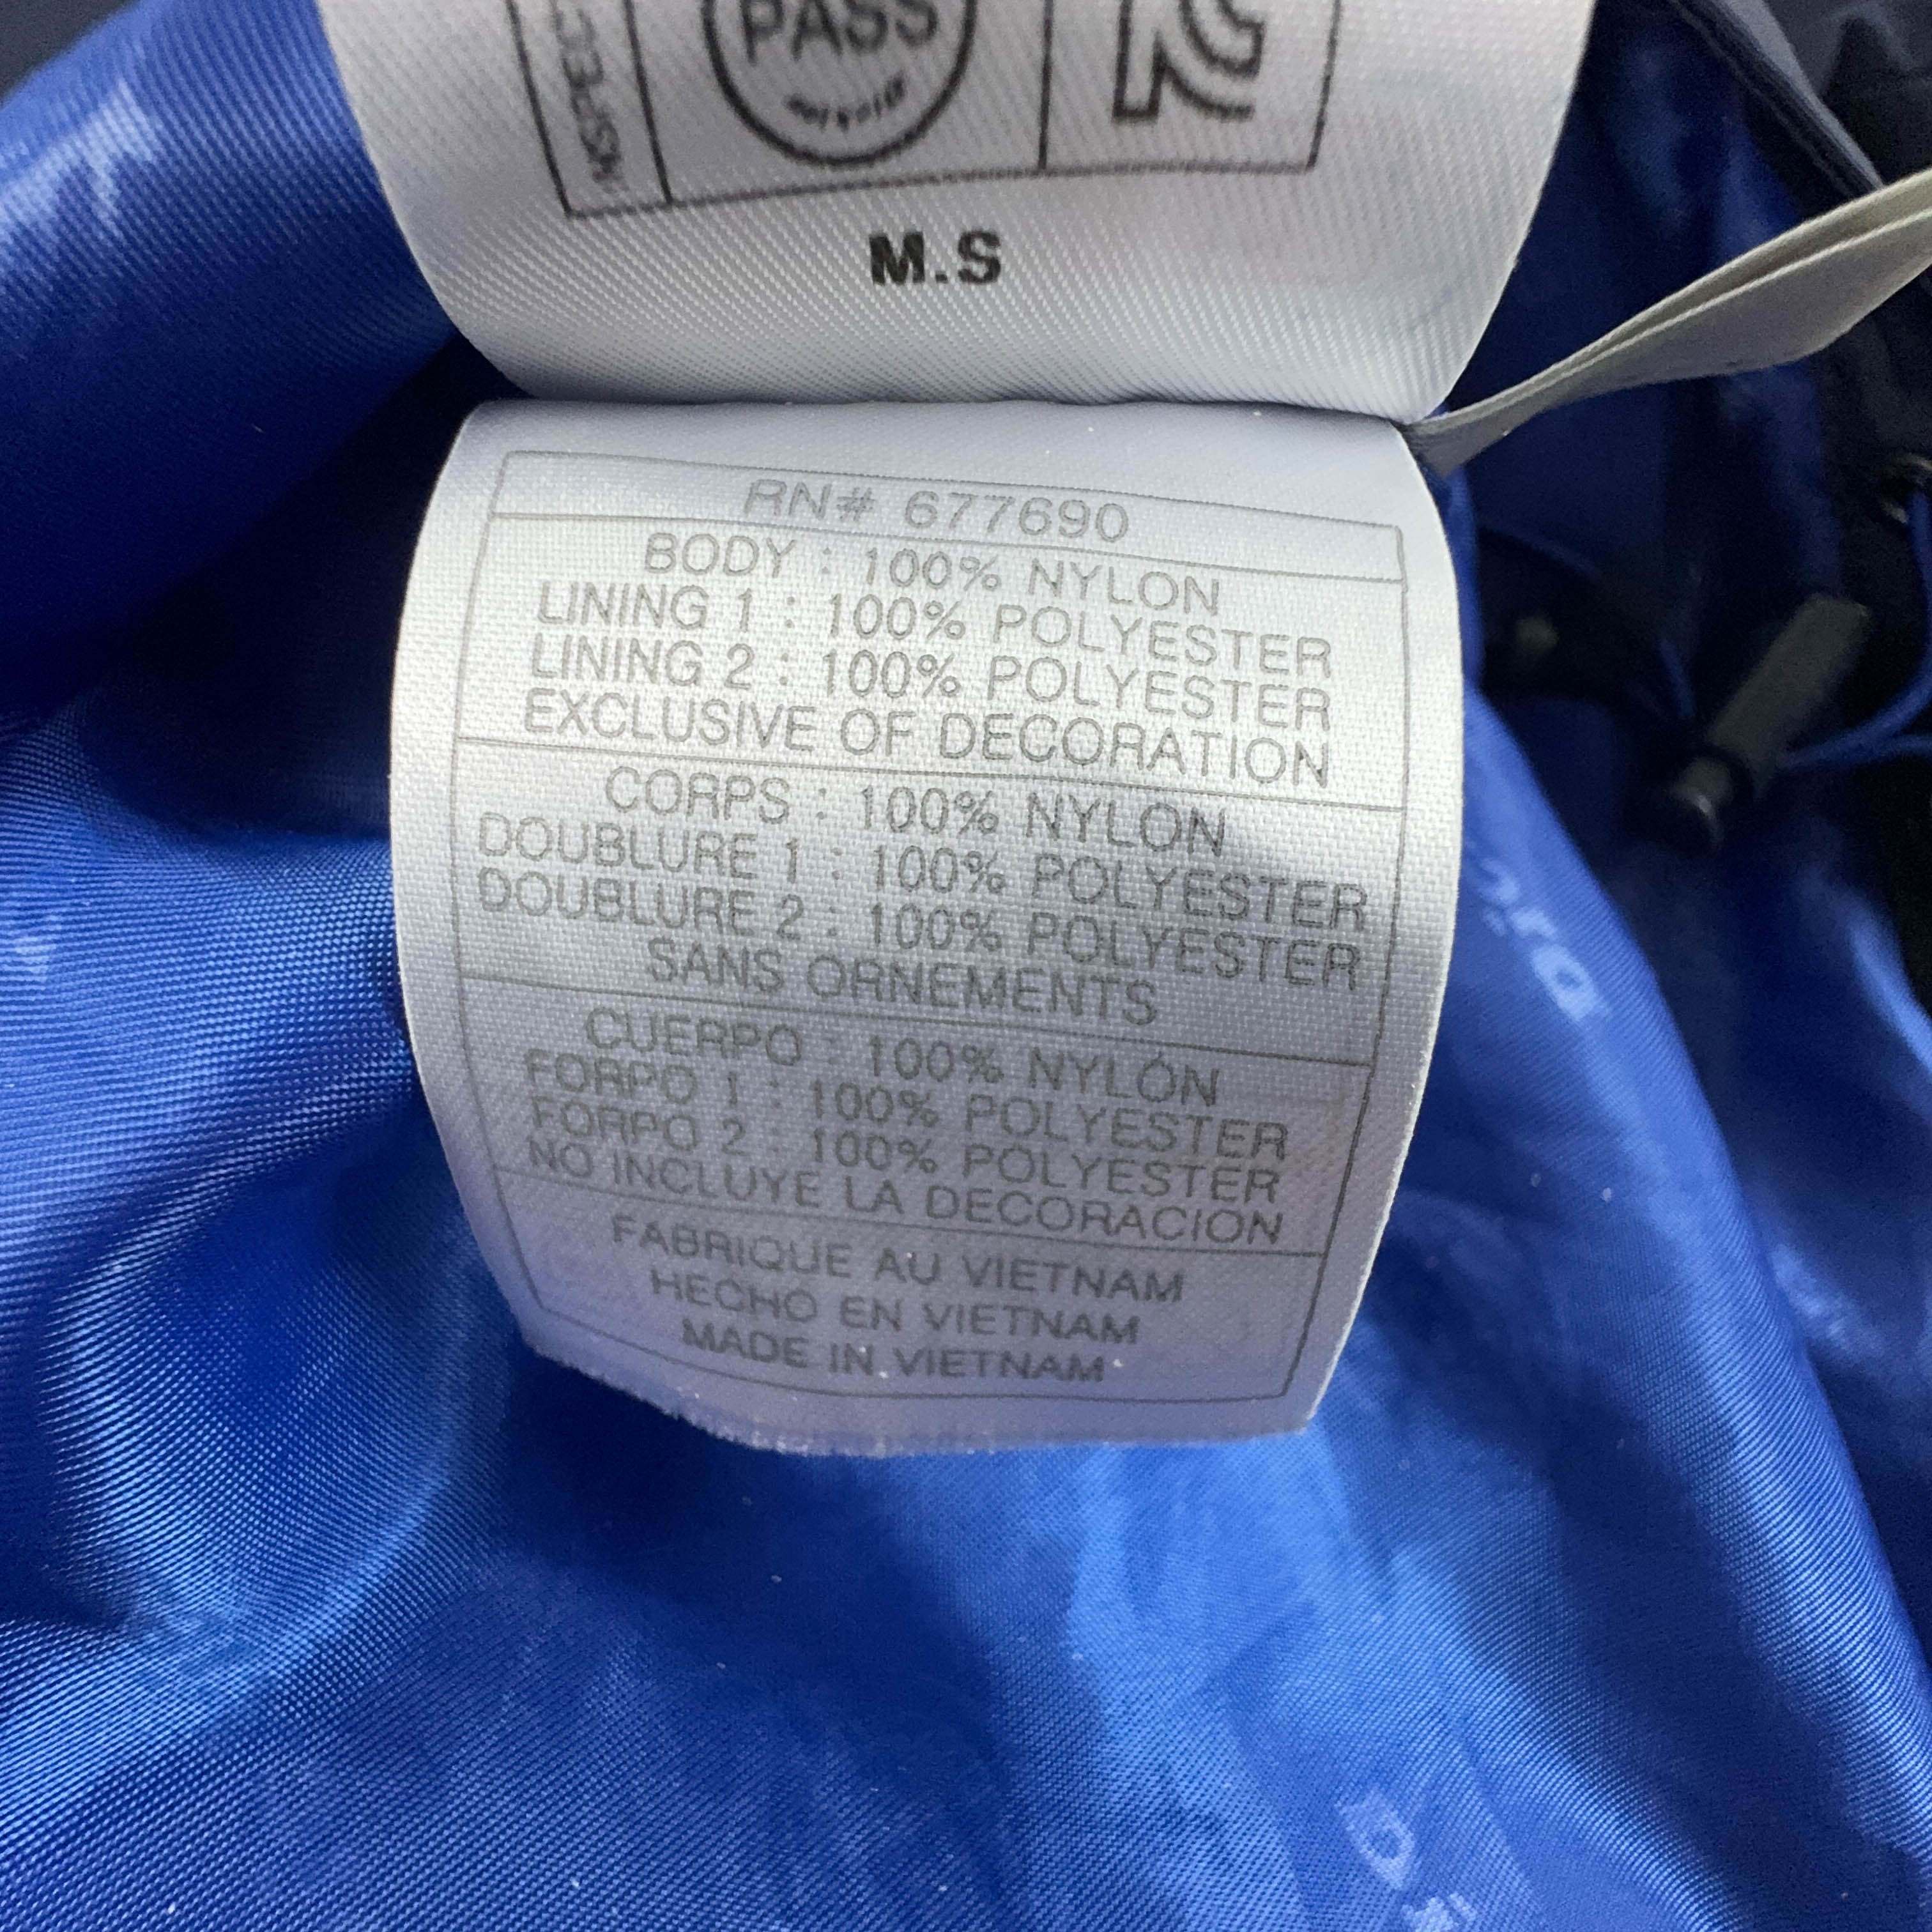 PASS
M.S
RN# 677690
BODY : 100% NYLON
LINING 1 : 100% POLYESTER
LINING 2 : 100% POLYESTER
EXCLUSIVE OF DECORATION
CORPS : 100% NYLON
DOUBLURE 1 : 100% POLYESTER
DOUBLURE 2 : 100% POLYESTER
SANS ORNEMENTS
CUERPO : 100% NYLON
FORPO 1 : 100% POLYESTER
FORPO 2 : 100% POLYESTER
NO INCLUYE LA DECORACION
FABRIQUE AU VIETNAM
HECHO EN VIETNAM
MADE IN VIETNAM